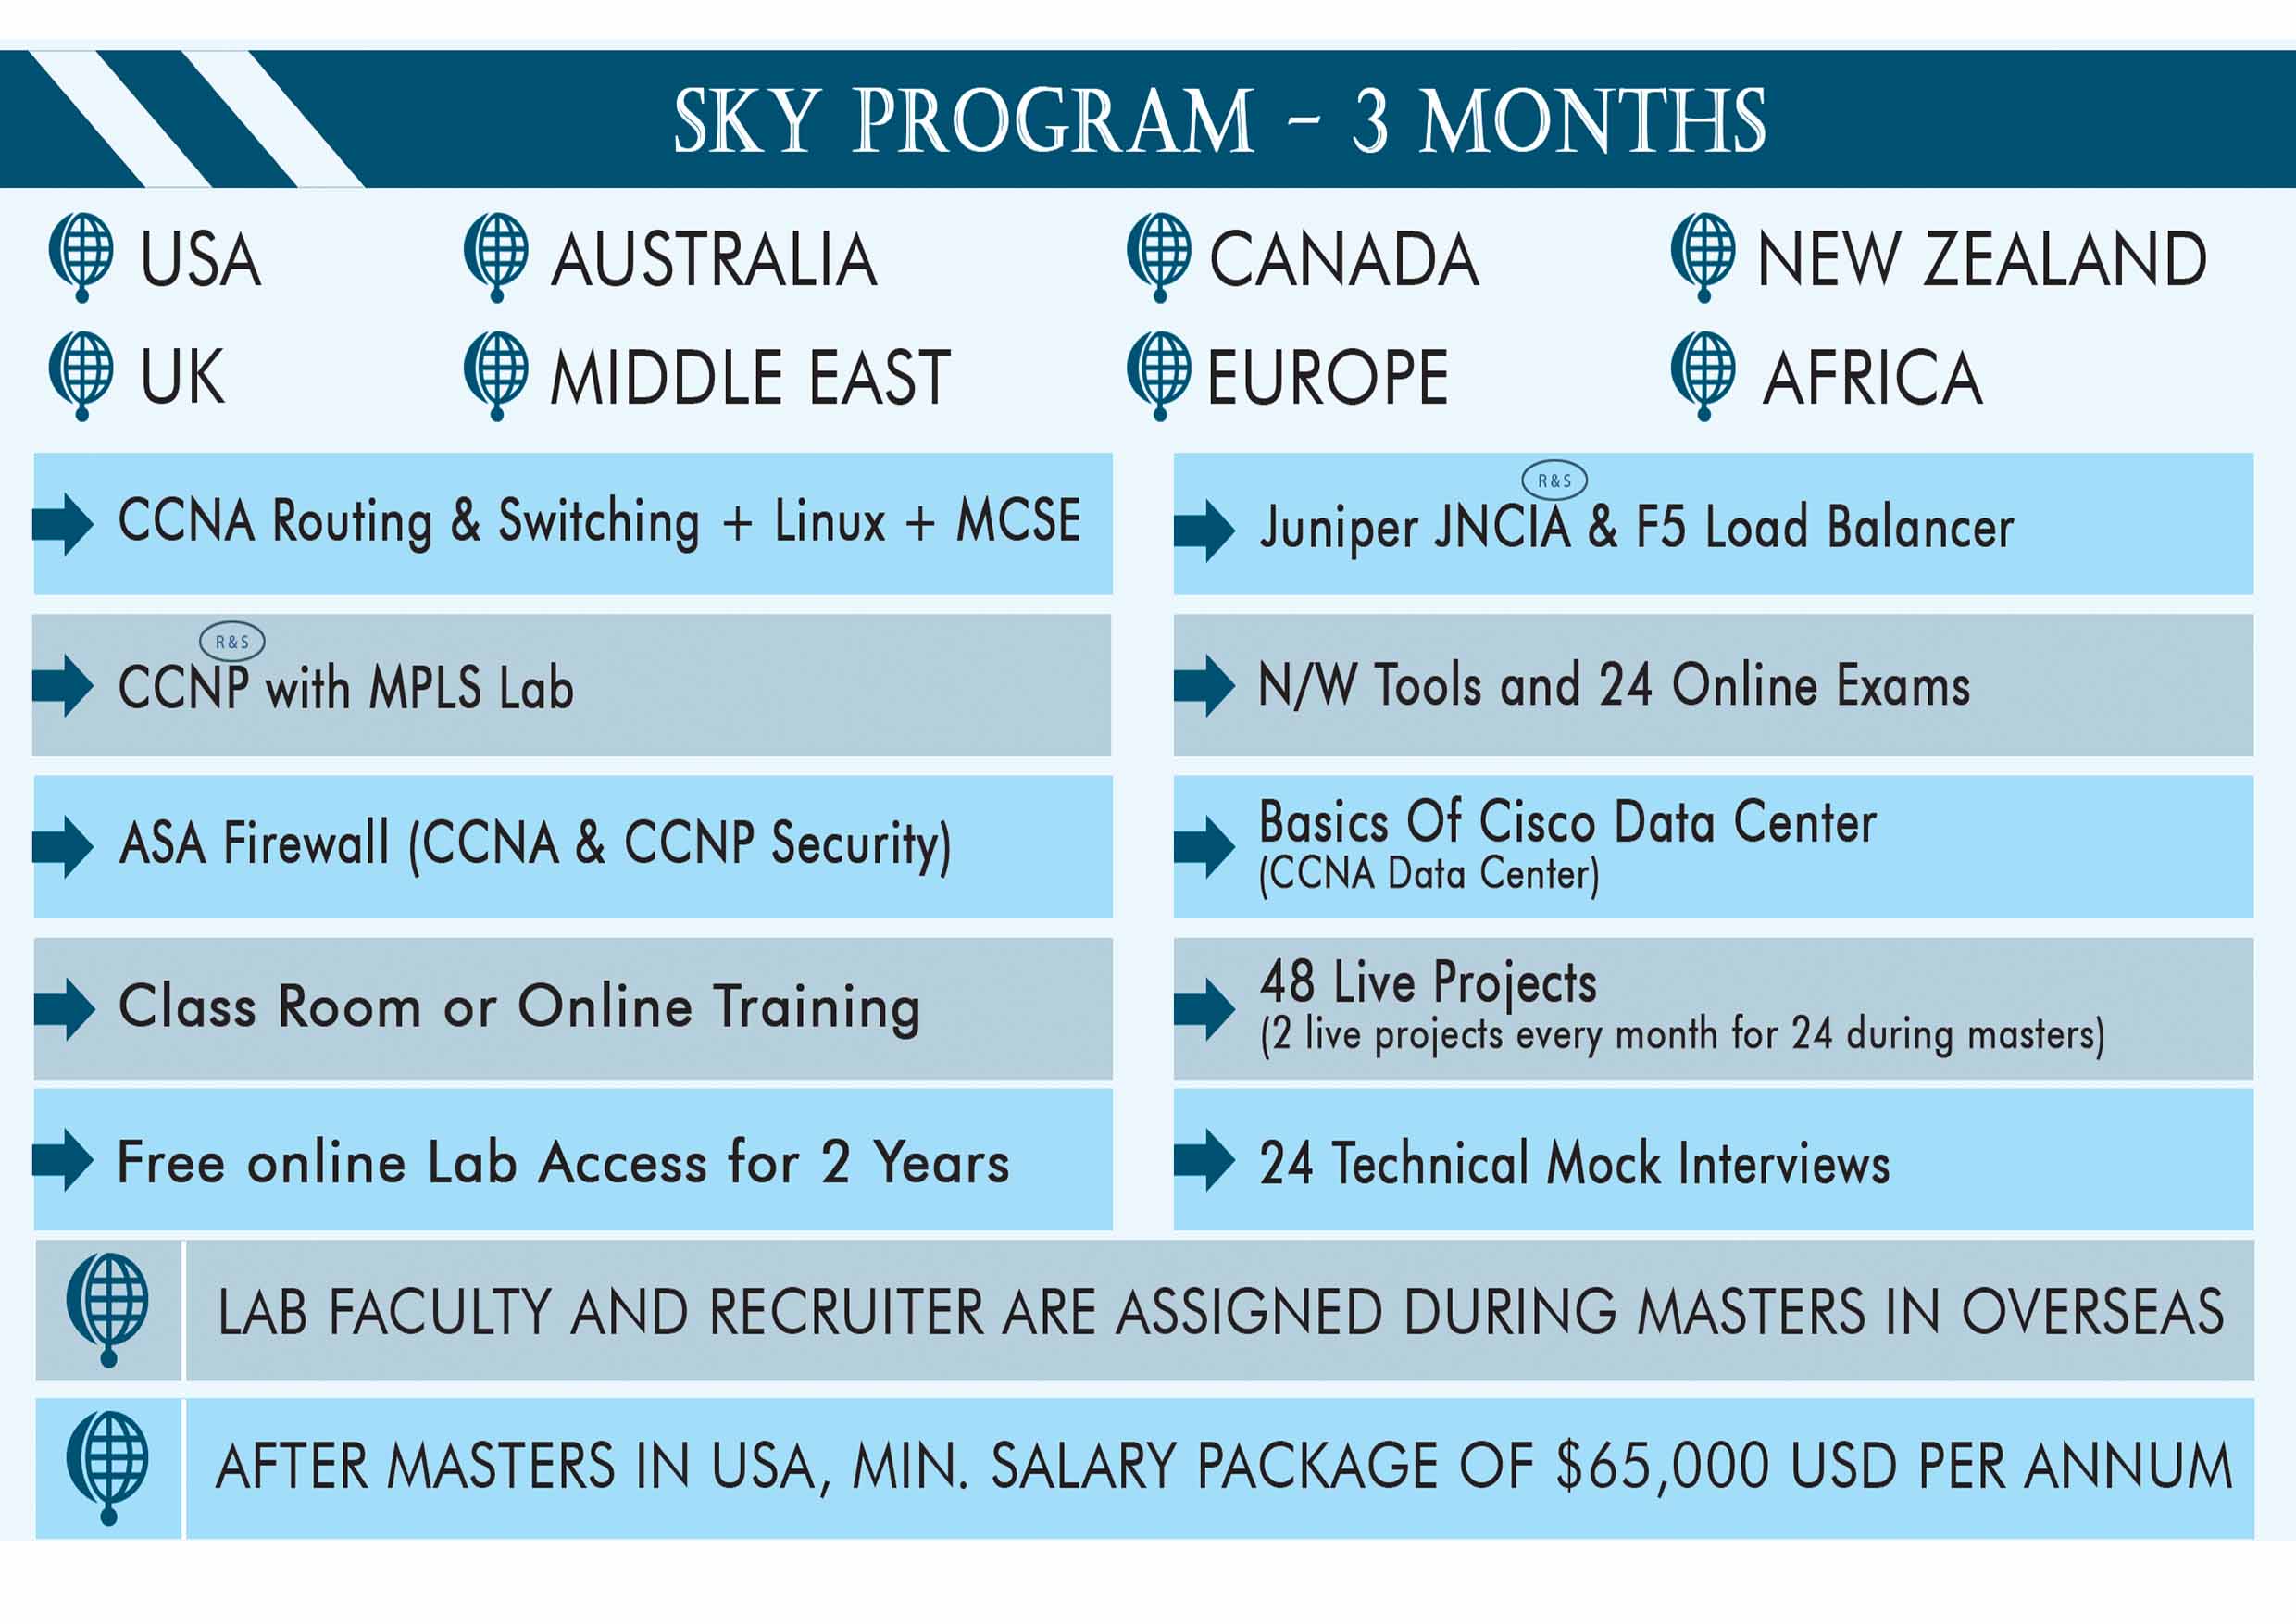 SKY PROGRAM - 3 MONTHS
USA
AUSTRALIA
CANADA
NEW ZEALAND
UK
MIDDLE EAST
EUROPE
AFRICA
CCNA Routing & Switching + Linux + MCSE
R&S
Juniper JNCIA & F5 Load Balancer
R&S
CCNP with MPLS Lab
N/W Tools and 24 Online Exams
ASA Firewall (CCNA & CCNP Security)
Basics Of Cisco Data Center
(CCNA Data Center)
Class Room or Online Training
48 Live Projects
(2 live projects every month for 24 during masters)
Free online Lab Access for 2 Years
24 Technical Mock Interviews
LAB FACULTY AND RECRUITER ARE ASSIGNED DURING MASTERS IN OVERSEAS
AFTER MASTERS IN USA, MIN. SALARY PACKAGE OF $65,000 USD PER ANNUM